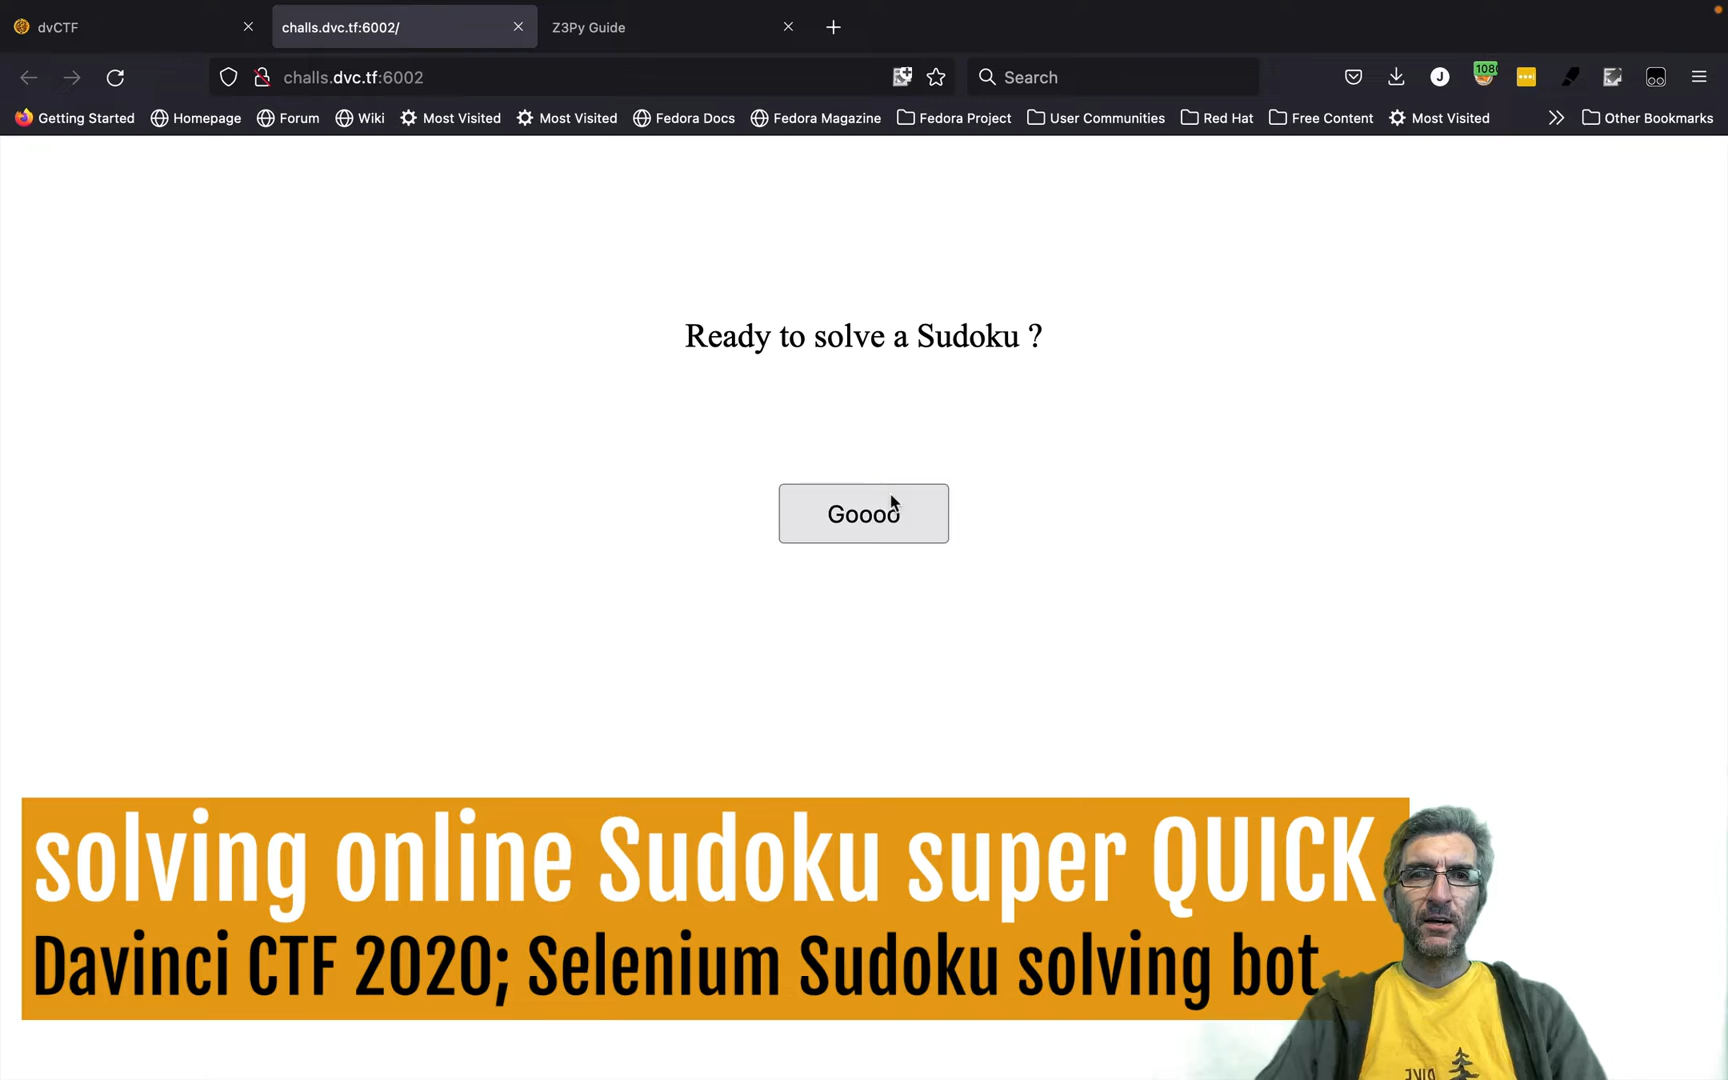 dvCTF
challs.dvc.tf:6002/
Z3Py Guide
challs.dvc.tf:6002
Search
J
108
Getting Started
Homepage
Forum
Wiki
Most Visited
Most Visited
Fedora Docs
Fedora Magazine
Fedora Project
User Communities
Red Hat
Free Content
Most Visited
Other Bookmarks
Ready to solve a Sudoku ?
Goooo
solving online Sudoku super QUICK
Davinci CTF 2020; Selenium Sudoku solving bot